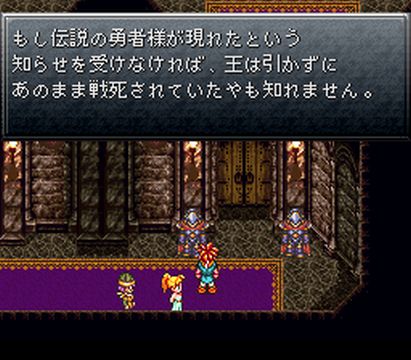 もし伝説の勇者様が現れたという
知らせを受けなければ、王は引かずに
あのまま戦死されていたやも知れません。